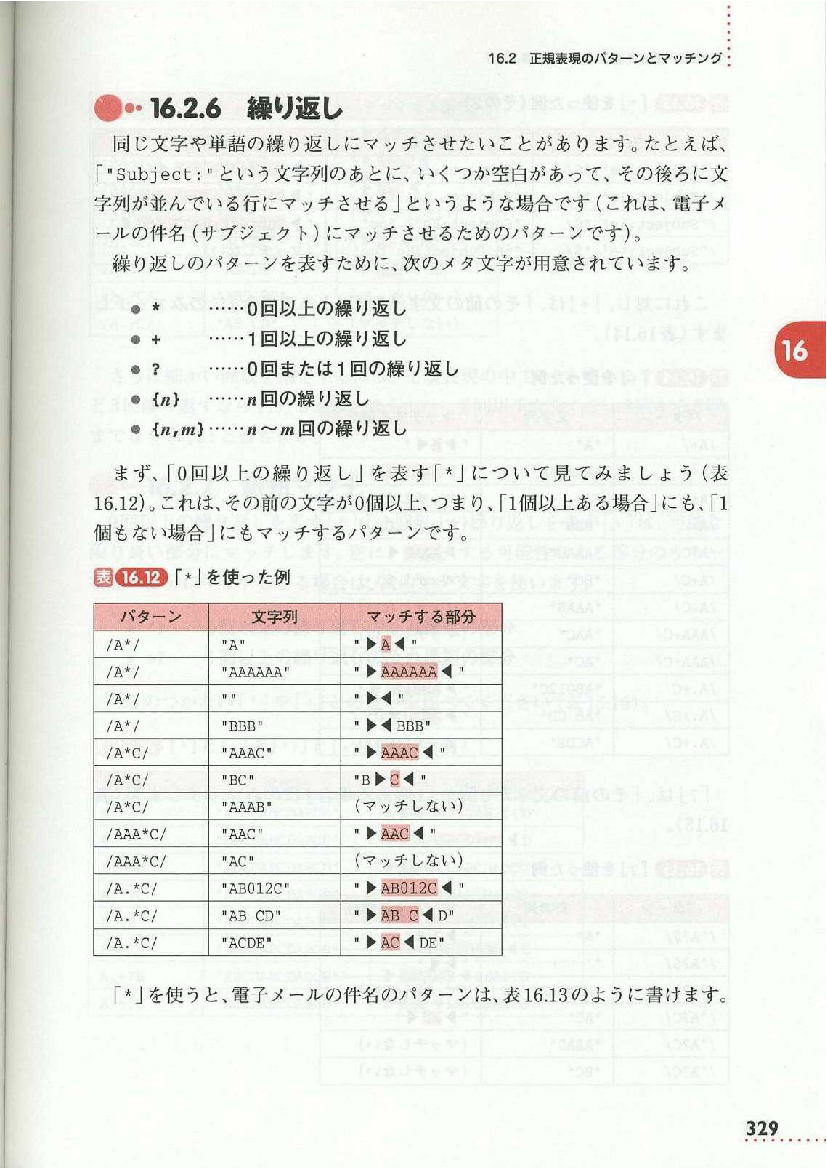 16.2 正規表現のパターンとマッチング
16.2.6 繰り返し
同じ文字や単語の繰り返しにマッチさせたいことがあります。たとえば、
「"Subject:"という文字列のあとに、いくつか空白があって、その後ろに文
字列が並んでいる行にマッチさせる」というような場合です(これは、電子メ
ールの件名(サブジェクト)にマッチさせるためのパターンです)。
繰り返しのパターンを表すために、次のメタ文字が用意されています。
● * ……0回以上の繰り返し
● + ……1回以上の繰り返し
● ? ……0回または1回の繰り返し
● {n} ……n回の繰り返し
● {n,m} ……n〜m回の繰り返し
16
まず、「0回以上の繰り返し」を表す「*」について見てみましょう(表
16.12)。これは、その前の文字が0個以上、つまり、「1個以上ある場合」にも、「1
個もない場合」にもマッチするパターンです。
表 16.12 「*」を使った例
パターン 文字列 マッチする部分
/A*/ "A" "▶A◀"
/A*/ "AAAAAA" "▶AAAAAA◀"
/A*/ "" "▶◀"
/A*/ "BBB" "▶◀BBB"
/A*C/ "AAAC" "▶AAAC◀"
/A*C/ "BC" "B▶C◀"
/A*C/ "AAAB" (マッチしない)
/AAA*C/ "AAC" "▶AAC◀"
/AAA*C/ "AC" (マッチしない)
/A.*C/ "AB012C" "▶AB012C◀"
/A.*C/ "AB CD" "▶AB C◀D"
/A.*C/ "ACDE" "▶AC◀DE"
「*」を使うと、電子メールの件名のパターンは、表16.13のように書けます。
329